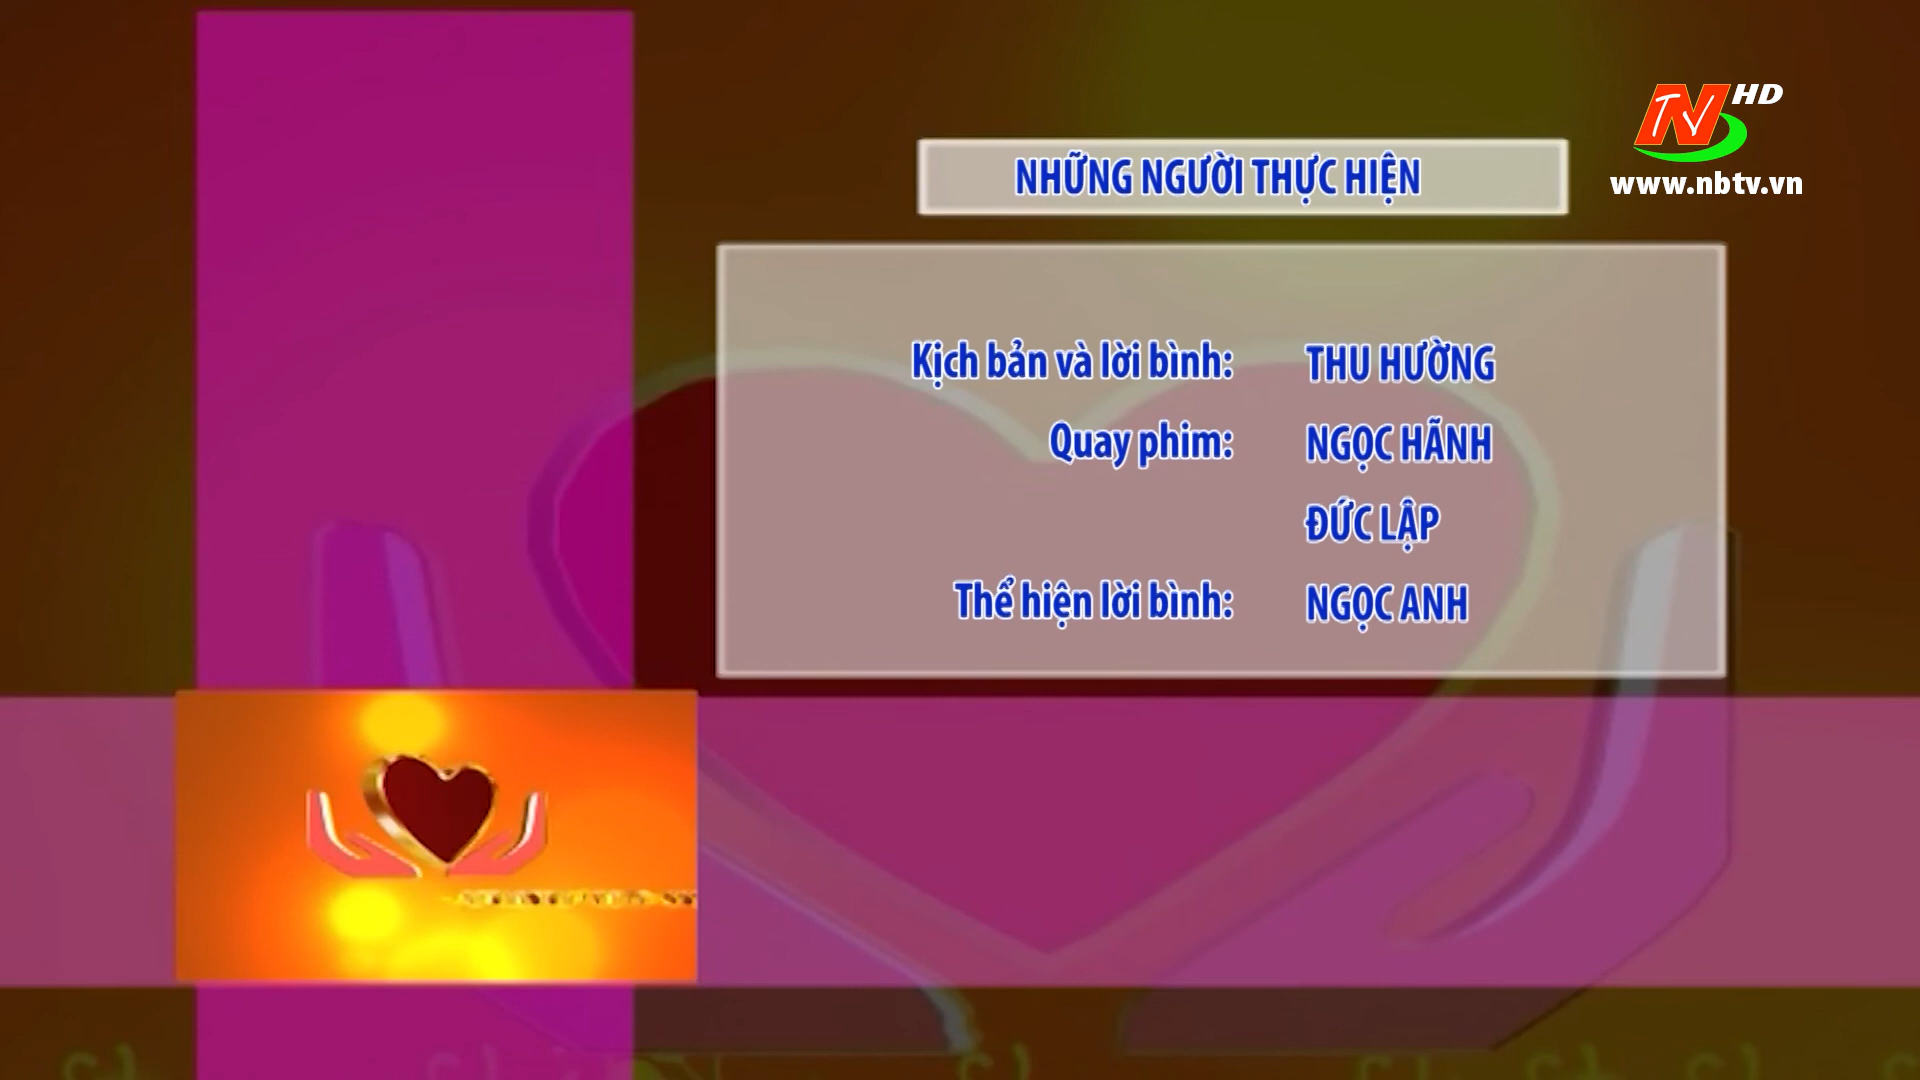 NHỮNG NGƯỜI THỰC HIỆN
TV HD
www.nbtv.vn
Kịch bản và lời bình: THU HƯỜNG
Quay phim: NGỌC HÃNH
ĐỨC LẬP
Thể hiện lời bình: NGỌC ANH